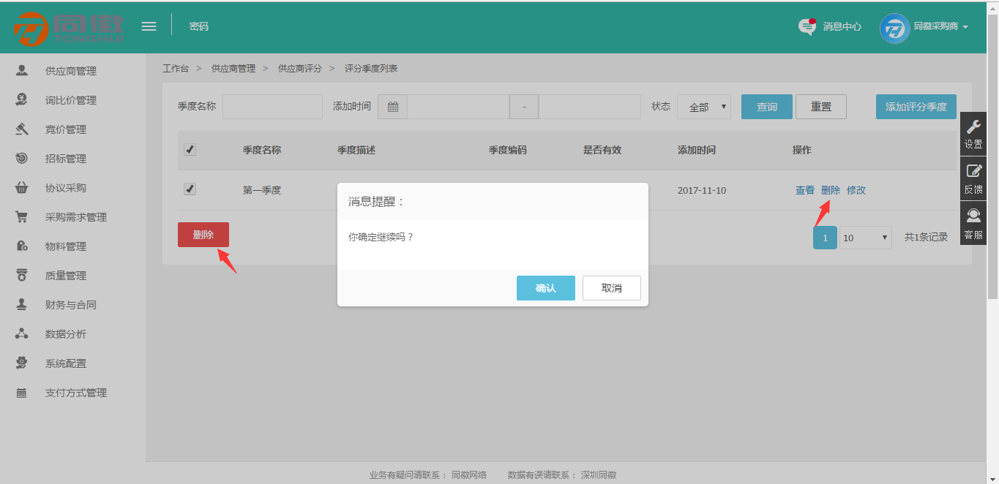 同徽 TONGHUI 密码 消息中心 同徽采购商
供应商管理
询比价管理
竞价管理
招标管理
协议采购
采购需求管理
物料管理
质量管理
财务与合同
数据分析
系统配置
支付方式管理
工作台 > 供应商管理 > 供应商评分 > 评分季度列表
季度名称 添加时间 - 状态 全部 查询 重置 添加评分季度
季度名称 季度描述 季度编码 是否有效 添加时间 操作
第一季度 2017-11-10 查看 删除 修改
删除 1 10 共1条记录
消息提醒：
你确定继续吗？
确认 取消
设置
反馈
客服
业务有疑问请联系： 同徽网络 数据有误请联系： 深圳同徽